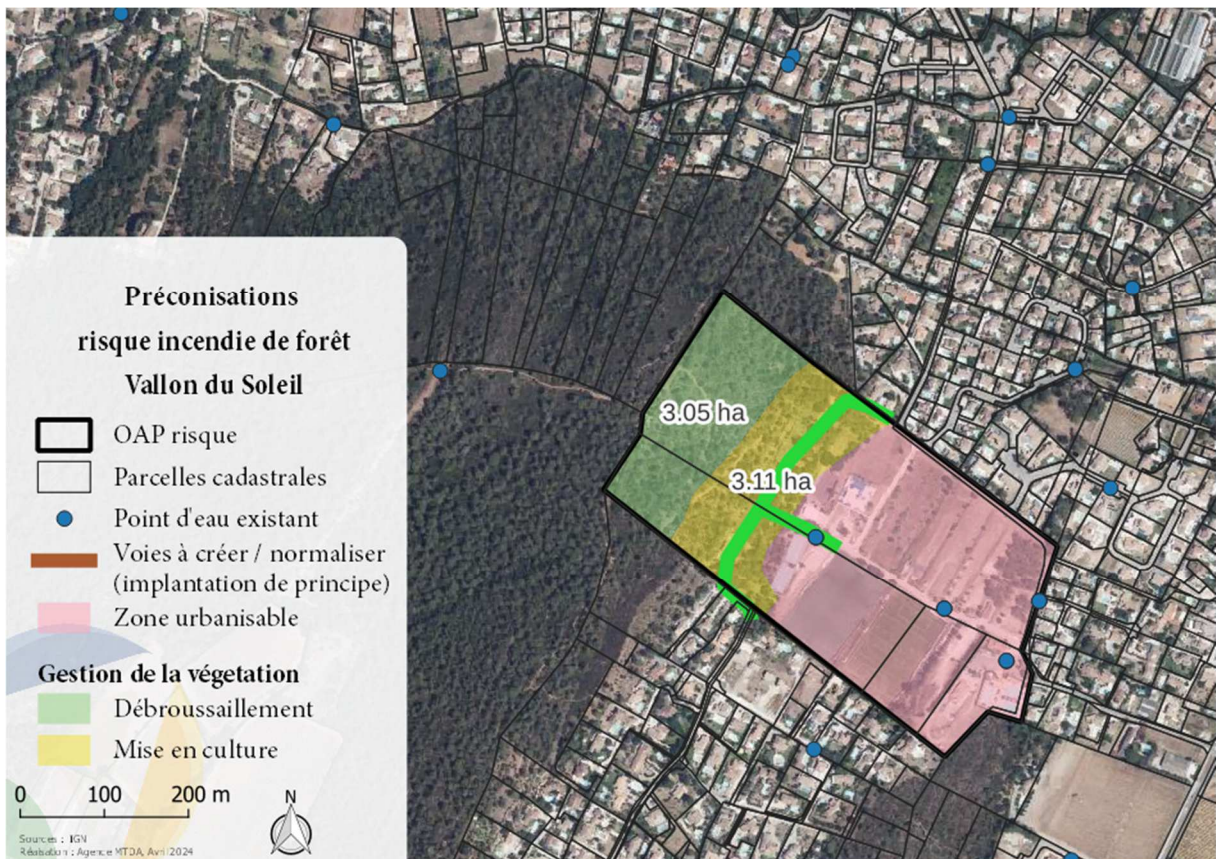 Préconisations
risque incendie de forêt
Vallon du Soleil
OAP risque
Parcelles cadastrales
Point d'eau existant
Voies à créer / normaliser
(implantation de principe)
Zone urbanisable
Gestion de la végetation
Débroussaillement
Mise en culture
0 100 200 m
N
Sources : IGN
Réalisation : Agence MTDA, Avril 2024
3.05 ha
3.11 ha